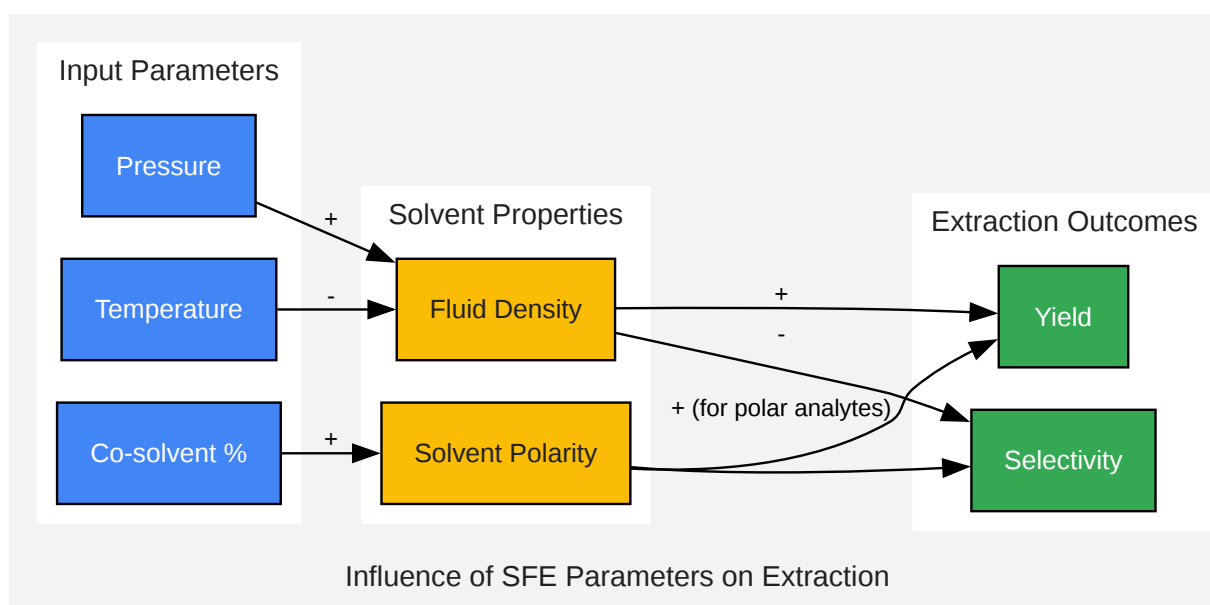 Input Parameters
Pressure
+
Solvent Properties
Extraction Outcomes
Temperature
-
Fluid Density
+
Yield
-
+ (for polar analytes)
Co-solvent %
+
Solvent Polarity
Selectivity
Influence of SFE Parameters on Extraction